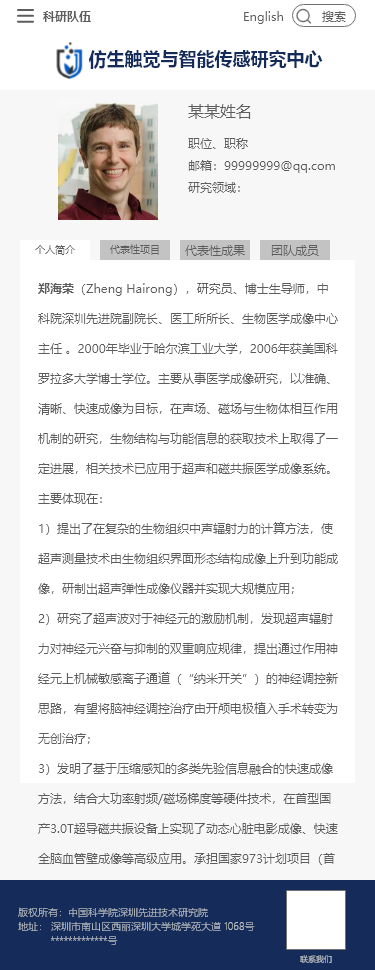 科研队伍
English
搜索
仿生触觉与智能传感研究中心
某某姓名
职位、职称
邮箱：99999999@qq.com
研究领域：
个人简介
代表性项目
代表性成果
团队成员
郑海荣（Zheng Hairong），研究员、博士生导师，中
科院深圳先进院副院长、医工所所长、生物医学成像中心
主任 。2000年毕业于哈尔滨工业大学，2006年获美国科
罗拉多大学博士学位。主要从事医学成像研究，以准确、
清晰、快速成像为目标，在声场、磁场与生物体相互作用
机制的研究，生物结构与功能信息的获取技术上取得了一
定进展，相关技术已应用于超声和磁共振医学成像系统。
主要体现在：
1）提出了在复杂的生物组织中声辐射力的计算方法，使
超声测量技术由生物组织界面形态结构成像上升到功能成
像，研制出超声弹性成像仪器并实现大规模应用；
2）研究了超声波对于神经元的激励机制，发现超声辐射
力对神经元兴奋与抑制的双重响应规律，提出通过作用神
经元上机械敏感离子通道（“纳米开关”）的神经调控新
思路，有望将脑神经调控治疗由开颅电极植入手术转变为
无创治疗；
3）发明了基于压缩感知的多类先验信息融合的快速成像
方法，结合大功率射频/磁场梯度等硬件技术，在首型国
产3.0T超导磁共振设备上实现了动态心脏电影成像、快速
全脑血管壁成像等高级应用。承担国家973计划项目（首
版权所有：中国科学院深圳先进技术研究院
地址： 深圳市南山区西丽深圳大学城学苑大道 1068号
*************号
联系我们